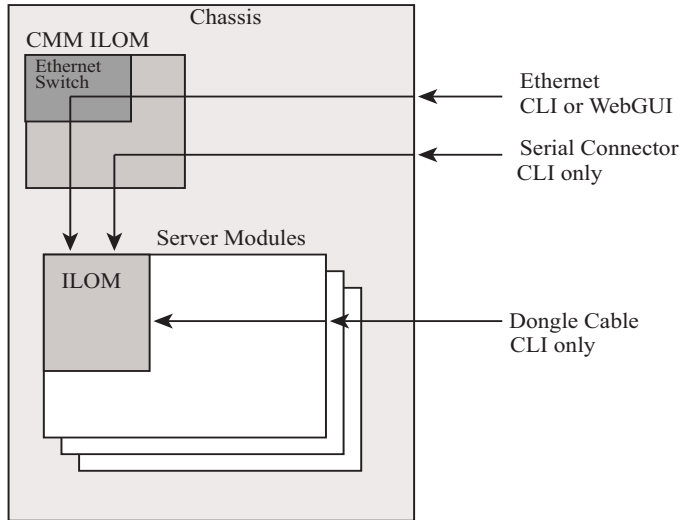 Chassis
CMM ILOM
Ethernet
Switch
Ethernet
CLI or WebGUI
Serial Connector
CLI only
Server Modules
ILOM
Dongle Cable
CLI only